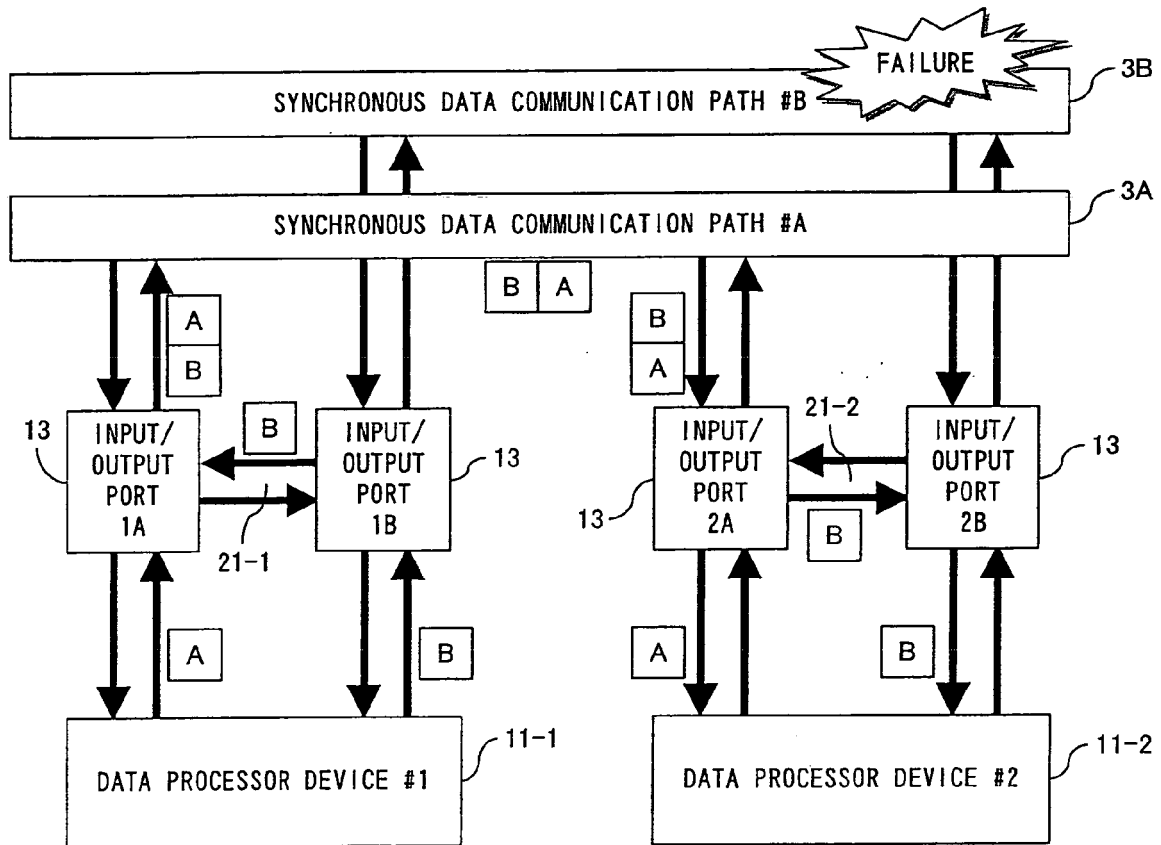 FAILURE
3B
SYNCHRONOUS DATA COMMUNICATION PATH #B
3A
SYNCHRONOUS DATA COMMUNICATION PATH #A
B A
A
B
B
A
13
INPUT/
OUTPUT
PORT
1A
B
21-1
INPUT/
OUTPUT
PORT
1B
13
13
INPUT/
OUTPUT
PORT
2A
21-2
B
INPUT/
OUTPUT
PORT
2B
13
A
B
A
B
DATA PROCESSOR DEVICE #1
11-1
DATA PROCESSOR DEVICE #2
11-2